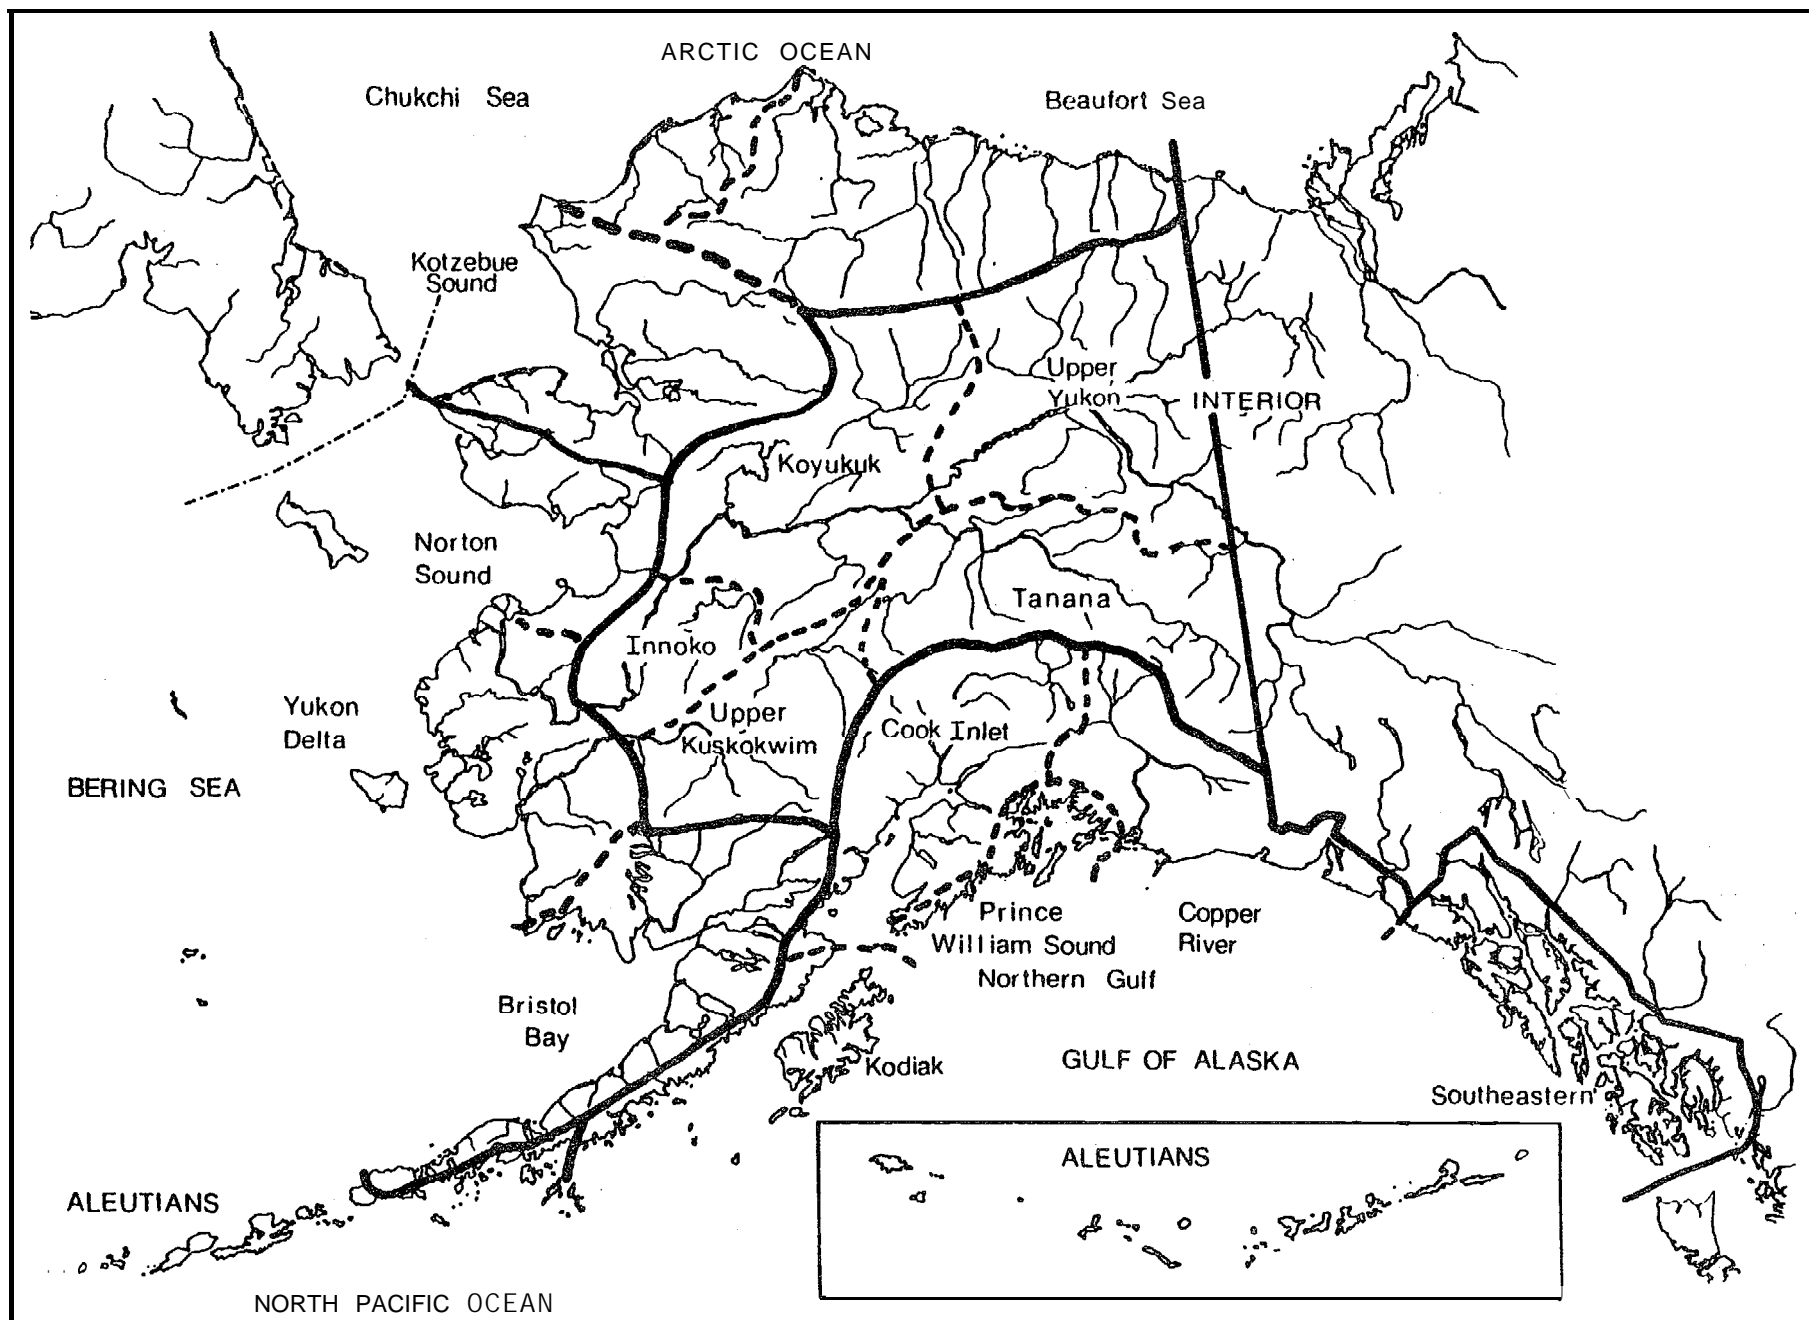 ARCTIC OCEAN
Chukchi Sea
Beaufort Sea
Kotzebue
Sound
Upper
Yukon
INTERIOR
Koyukuk
Norton
Sound
Tanana
Innoko
Yukon
Delta
Upper
Kuskokwim
Cook Inlet
BERING SEA
Prince
William Sound
Northern Gulf
Copper
River
Bristol
Bay
Kodiak
GULF OF ALASKA
Southeastern
ALEUTIANS
ALEUTIANS
NORTH PACIFIC OCEAN